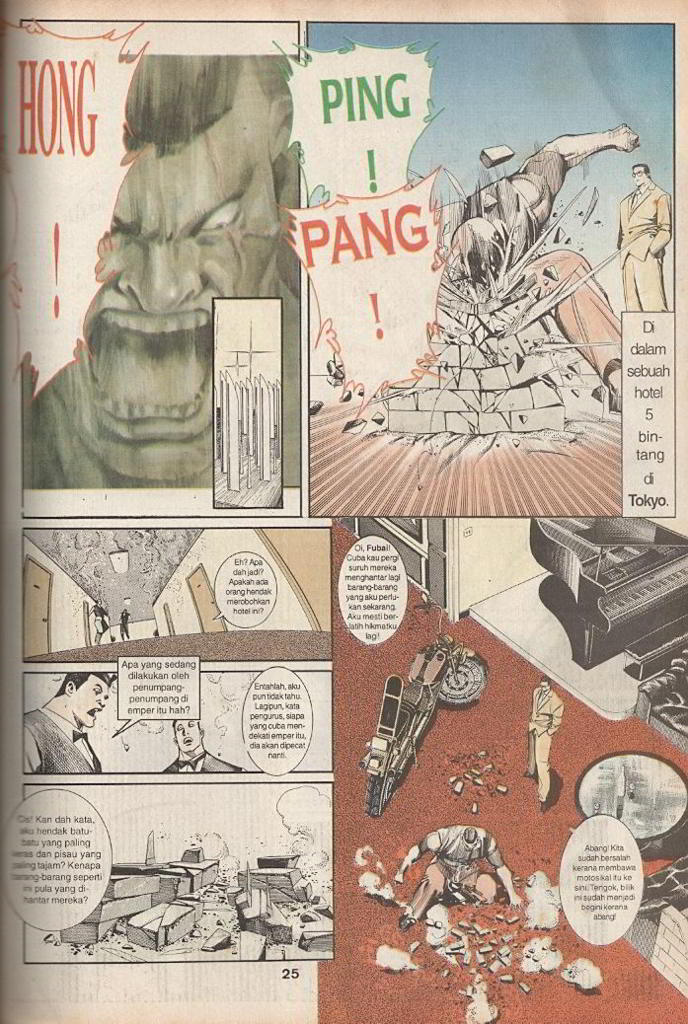 HONG
!
PING
!
PANG
!
Di
dalam
sebuah
hotel
5
bin-
tang
di
Tokyo.
Eh? Apa
dah jadi?
Apakah ada
orang hendak
merobohkan
hotel ini?
Apa yang sedang
dilakukan oleh
penumpang-
penumpang di
emper itu hah?
Entahlah, aku
pun tidak tahu.
Lagipun, kata
pengurus, siapa
yang cuba men-
dekati emper itu,
dia akan dipecat
nanti.
Cis! Kan dah kata,
aku hendak batu-
batu yang paling
keras dan pisau yang
paling tajam? Kenapa
barang-barang seperti
ini pula yang di-
hantar mereka?
Oi, Fubai!
Cuba kau pergi
suruh mereka
menghantar lagi
barang-barang
yang aku perlu-
kan sekarang.
Aku mesti ber-
latih hikmatku
lagi!
Abang! Kita
sudah bersalah
kerana membawa
motosikal itu ke
sini. Tengok, bilik
ini sudah menjadi
begini kerana
abang!
25